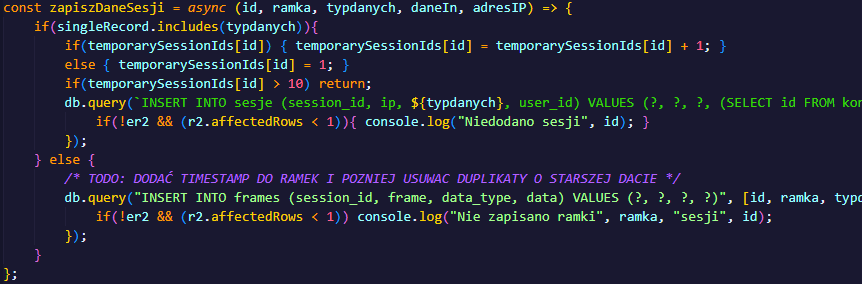 const zapiszDaneSesji = async (id, ramka, typdanych, daneIn, adresIP) => {
if(singleRecord.includes(typdanych)){
if(temporarySessionIds[id]) { temporarySessionIds[id] = temporarySessionIds[id] + 1; }
else { temporarySessionIds[id] = 1; }
if(temporarySessionIds[id] > 10) return;
db.query(`INSERT INTO sesje (session_id, ip, ${typdanych}, user_id) VALUES (?, ?, ?, (SELECT id FROM kon
if(!er2 && (r2.affectedRows < 1)){ console.log("Niedodano sesji", id); }
});
} else {
/* TODO: DODAĆ TIMESTAMP DO RAMEK I POZNIEJ USUWAC DUPLIKATY O STARSZEJ DACIE */
db.query("INSERT INTO frames (session_id, frame, data_type, data) VALUES (?, ?, ?, ?)", [id, ramka, typd
if(!er2 && (r2.affectedRows < 1)) console.log("Nie zapisano ramki", ramka, "sesji", id);
});
}
};